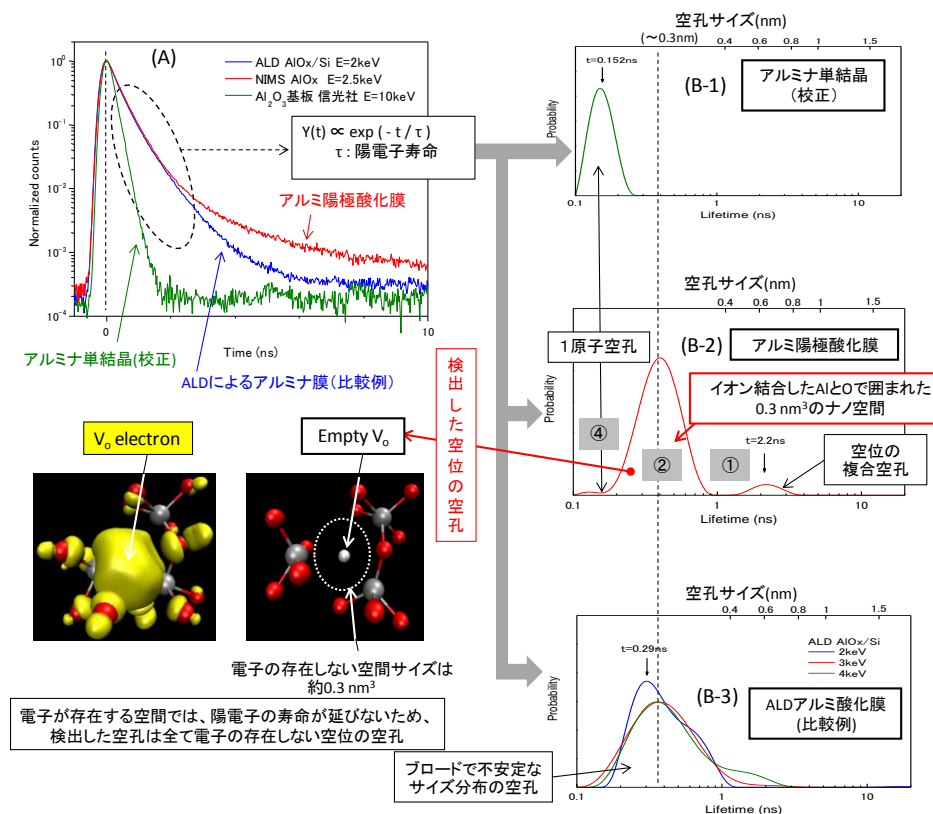 (A)
ALD AlOx/Si E=2keV
NIMS AlOx E=2.5keV
Al2O3基板 信光社 E=10keV
Normalized counts
10^0
10^-1
10^-2
10^-3
10^-4
0
10
Time (ns)
アルミ陽極酸化膜
アルミナ単結晶(校正)
ALDによるアルミナ膜(比較例)
Y(t) ∝ exp ( - t / τ )
τ : 陽電子寿命
空孔サイズ(nm)
(～0.3nm)
0.4 0.6 0.8 1 1.5
t=0.152ns
(B-1)
アルミナ単結晶
(校正)
Probability
0.1 1 10
Lifetime (ns)
空孔サイズ(nm)
0.4 0.6 0.8 1 1.5
1原子空孔
(B-2)
アルミ陽極酸化膜
イオン結合したAlとOで囲まれた
0.3 nm3のナノ空間
④
②
①
t=2.2ns
空位の
複合空孔
Probability
0.1 1 10
Lifetime (ns)
検出した空位の空孔
Vo electron
Empty Vo
電子の存在しない空間サイズは
約0.3 nm3
電子が存在する空間では、陽電子の寿命が延びないため、
検出した空孔は全て電子の存在しない空位の空孔
空孔サイズ(nm)
0.4 0.6 0.8 1 1.5
t=0.29ns
ALD AlOx/Si
2keV
3keV
4keV
(B-3)
ALDアルミ酸化膜
(比較例)
Probability
ブロードで不安定な
サイズ分布の空孔
0.1 1 10
Lifetime (ns)